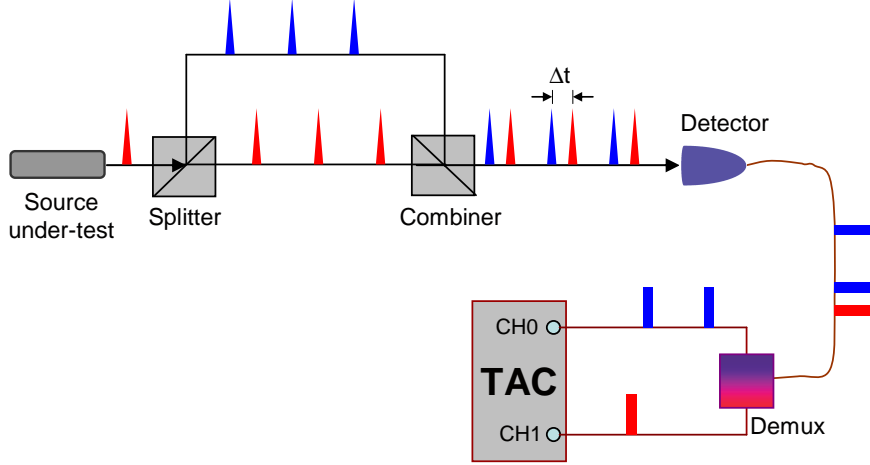 Δt
Detector
Source
under-test
Splitter
Combiner
CH0
TAC
CH1
Demux